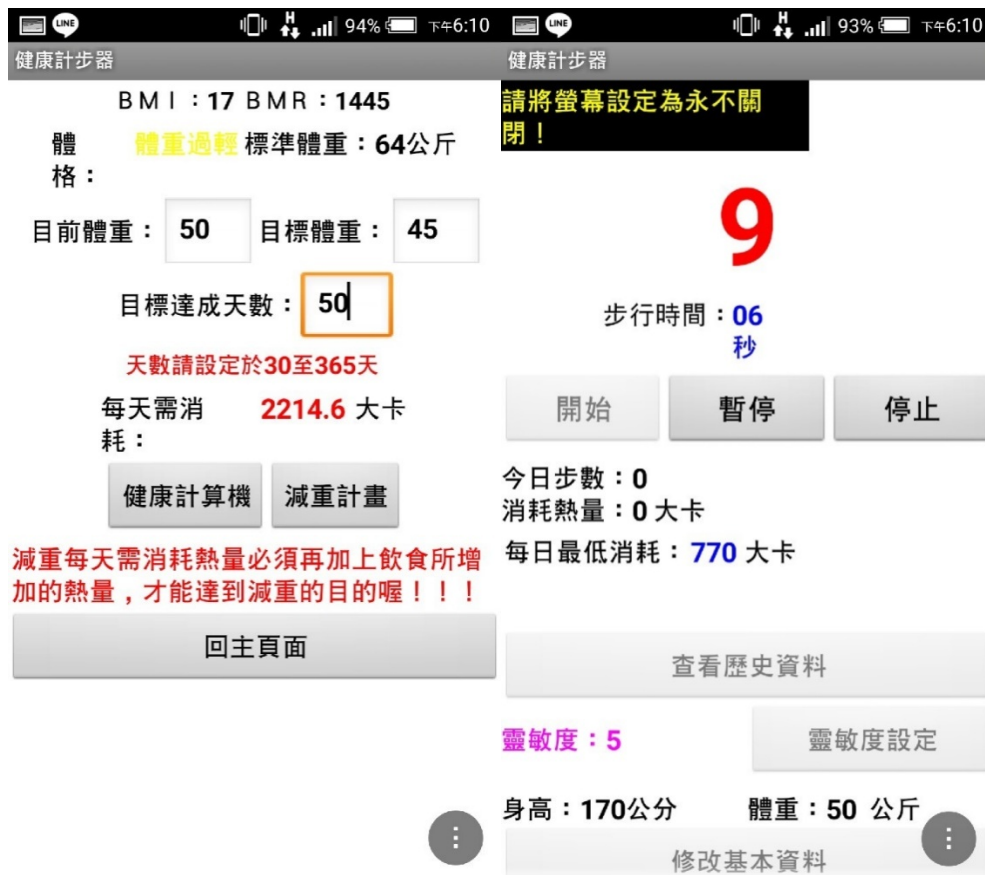 LINE H 94% 下午6:10
健康計步器
BMI：17 BMR：1445
體格： 體重過輕 標準體重：64公斤
目前體重： 50 目標體重： 45
目標達成天數： 50
天數請設定於30至365天
每天需消耗： 2214.6 大卡
健康計算機 減重計畫
減重每天需消耗熱量必須再加上飲食所增
加的熱量，才能達到減重的目的喔！！！
回主頁面
LINE H 93% 下午6:10
健康計步器
請將螢幕設定為永不關
閉！
9
步行時間：06
秒
開始 暫停 停止
今日步數：0
消耗熱量：0 大卡
每日最低消耗： 770 大卡
查看歷史資料
靈敏度：5 靈敏度設定
身高：170公分 體重：50 公斤
修改基本資料